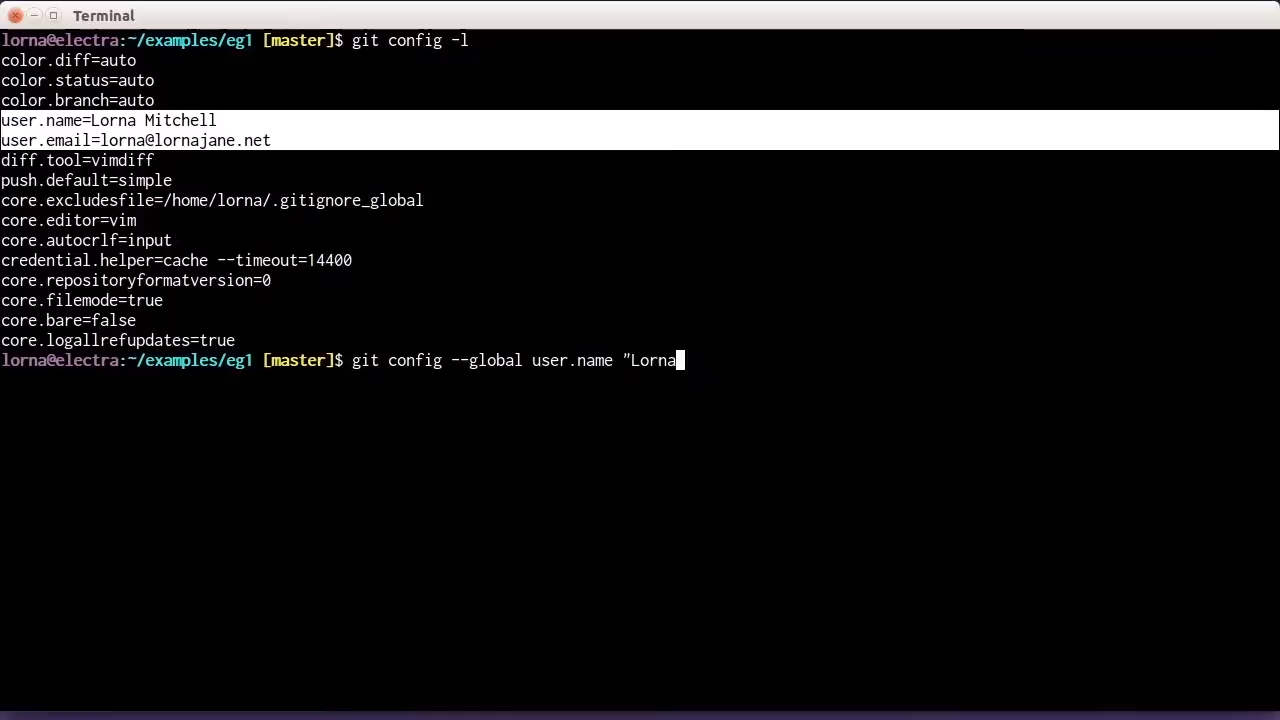 Terminal
lorna@electra:~/examples/eg1 [master]$ git config -l
color.diff=auto
color.status=auto
color.branch=auto
user.name=Lorna Mitchell
user.email=lorna@lornajane.net
diff.tool=vimdiff
push.default=simple
core.excludesfile=/home/lorna/.gitignore_global
core.editor=vim
core.autocrlf=input
credential.helper=cache --timeout=14400
core.repositoryformatversion=0
core.filemode=true
core.bare=false
core.logallrefupdates=true
lorna@electra:~/examples/eg1 [master]$ git config --global user.name "Lorna